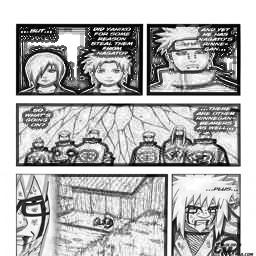 ...BUT...
DID YAHIKO
FOR SOME
REASON
STEAL THEM
FROM
NAGATO?
AND YET
HE HAS
NAGATO'S
RINNE-
GAN...
SO
WHAT'S
GOING
ON?
...THERE
ARE OTHER
RINNEGAN-
BEARERS
AS WELL...
...PLUS...